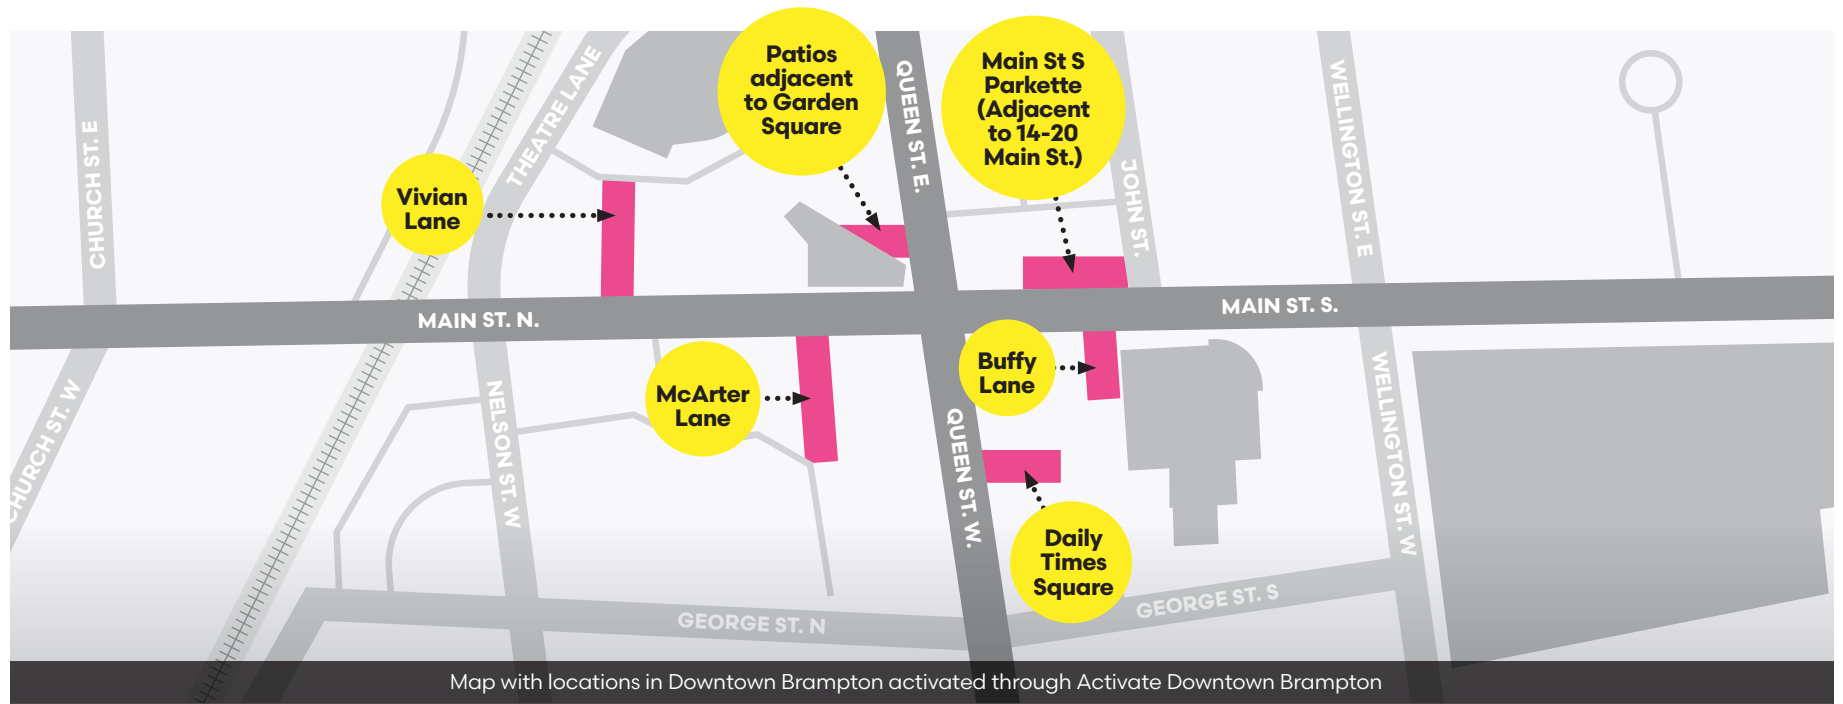 Patios
adjacent
to Garden
Square
Main St S
Parkette
(Adjacent
to 14-20
Main St.)
Vivian
Lane
McArter
Lane
Buffy
Lane
Daily
Times
Square
CHURCH ST. E
THEATRE LANE
QUEEN ST. E.
JOHN ST.
WELLINGTON ST. E
MAIN ST. N.
MAIN ST. S.
CHURCH ST. W
NELSON ST. W
QUEEN ST. W.
WELLINGTON ST. W
GEORGE ST. N
GEORGE ST. S
Map with locations in Downtown Brampton activated through Activate Downtown Brampton